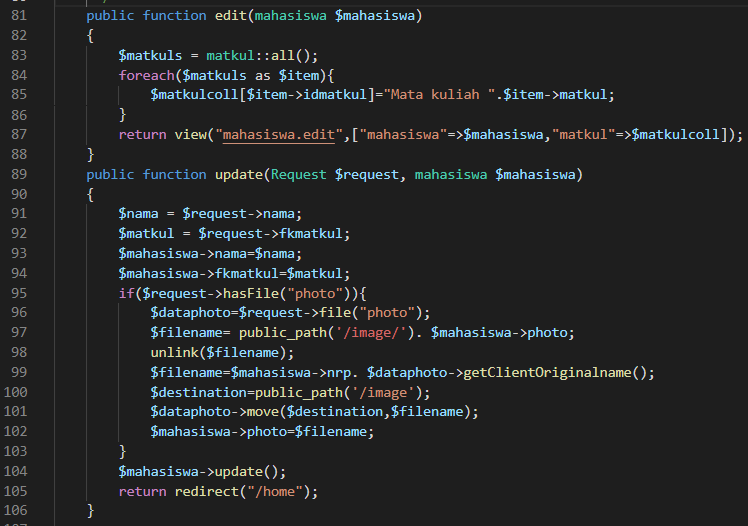 81 public function edit(mahasiswa $mahasiswa)
82 {
83 $matkuls = matkul::all();
84 foreach($matkuls as $item){
85 $matkulcoll[$item->idmatkul]="Mata kuliah ".$item->matkul;
86 }
87 return view("mahasiswa.edit",["mahasiswa"=>$mahasiswa,"matkul"=>$matkulcoll]);
88 }
89 public function update(Request $request, mahasiswa $mahasiswa)
90 {
91 $nama = $request->nama;
92 $matkul = $request->fkmatkul;
93 $mahasiswa->nama=$nama;
94 $mahasiswa->fkmatkul=$matkul;
95 if($request->hasFile("photo")){
96 $dataphoto=$request->file("photo");
97 $filename= public_path('/image/'). $mahasiswa->photo;
98 unlink($filename);
99 $filename=$mahasiswa->nrp. $dataphoto->getClientOriginalname();
100 $destination=public_path('/image');
101 $dataphoto->move($destination,$filename);
102 $mahasiswa->photo=$filename;
103 }
104 $mahasiswa->update();
105 return redirect("/home");
106 }